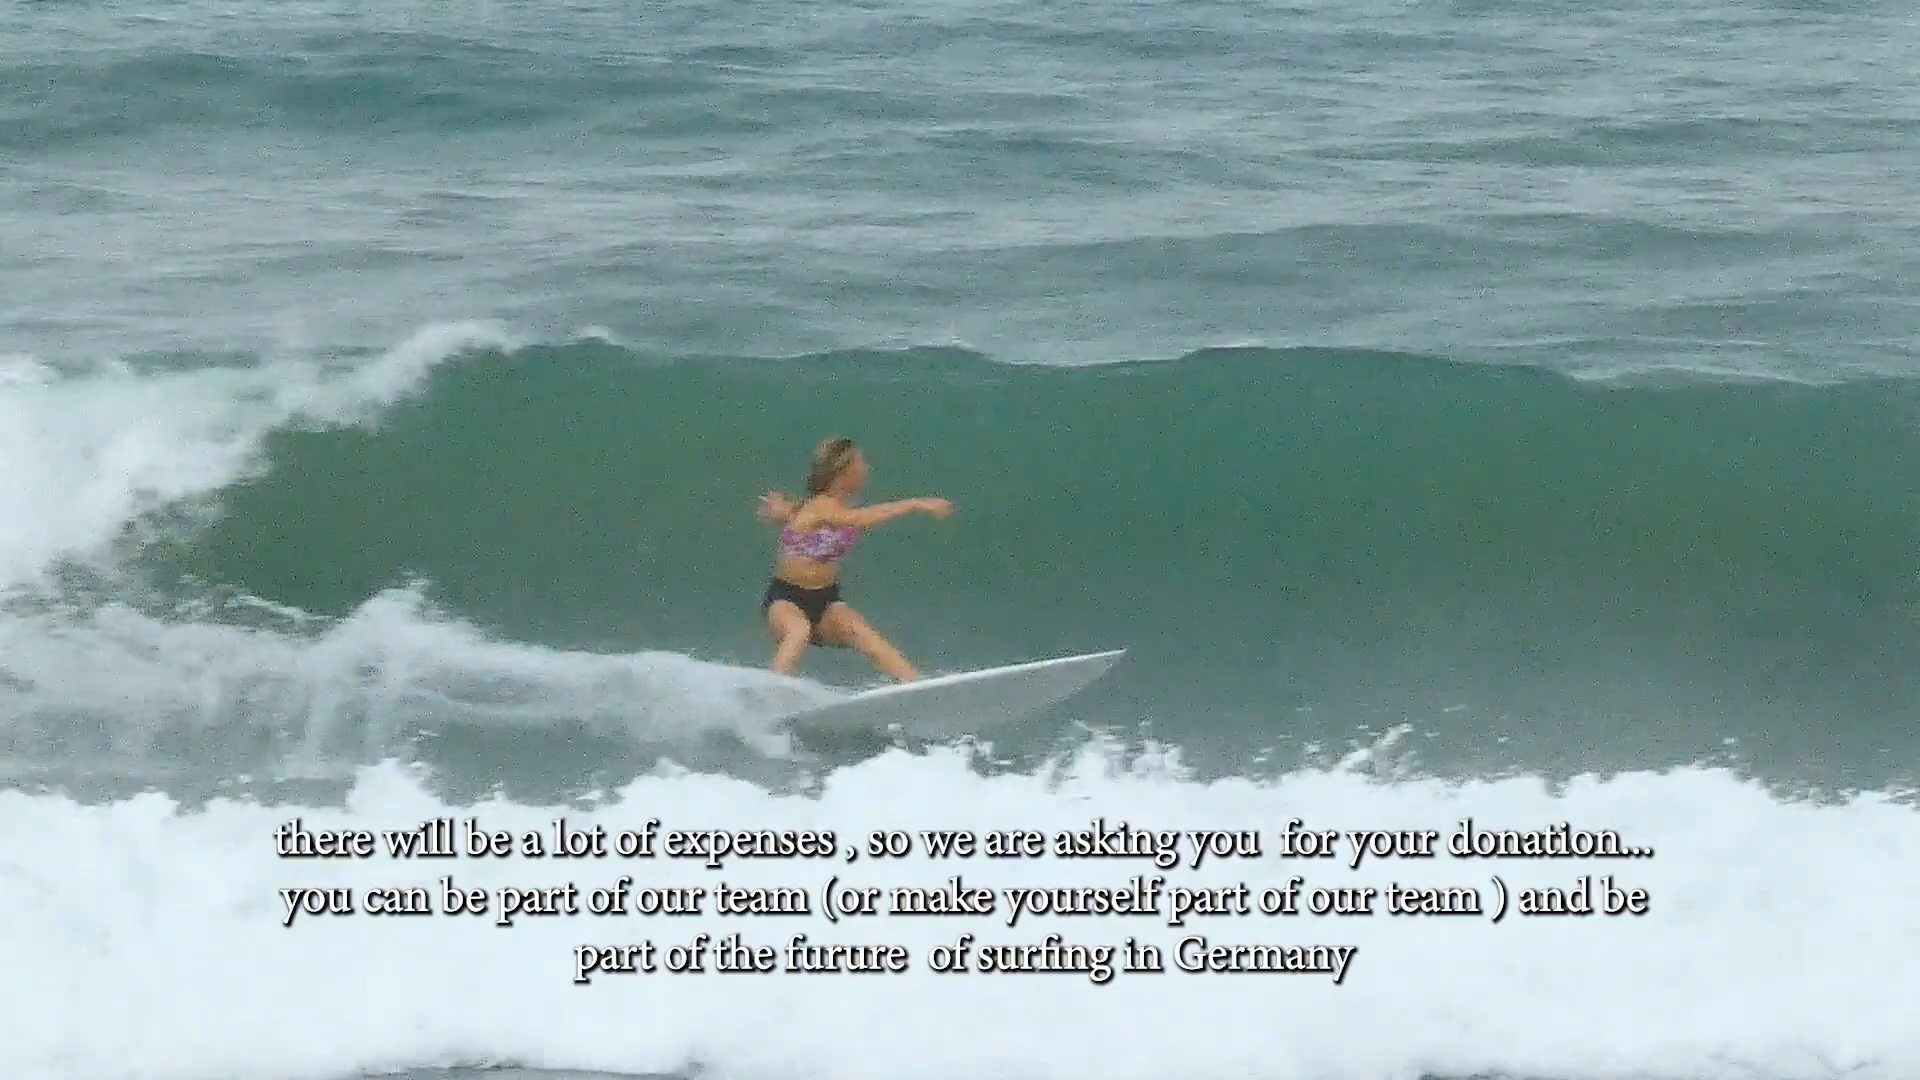 there will be a lot of expenses , so we are asking you  for your donation...
you can be part of our team (or make yourself part of our team ) and be
part of the furure  of surfing in Germany